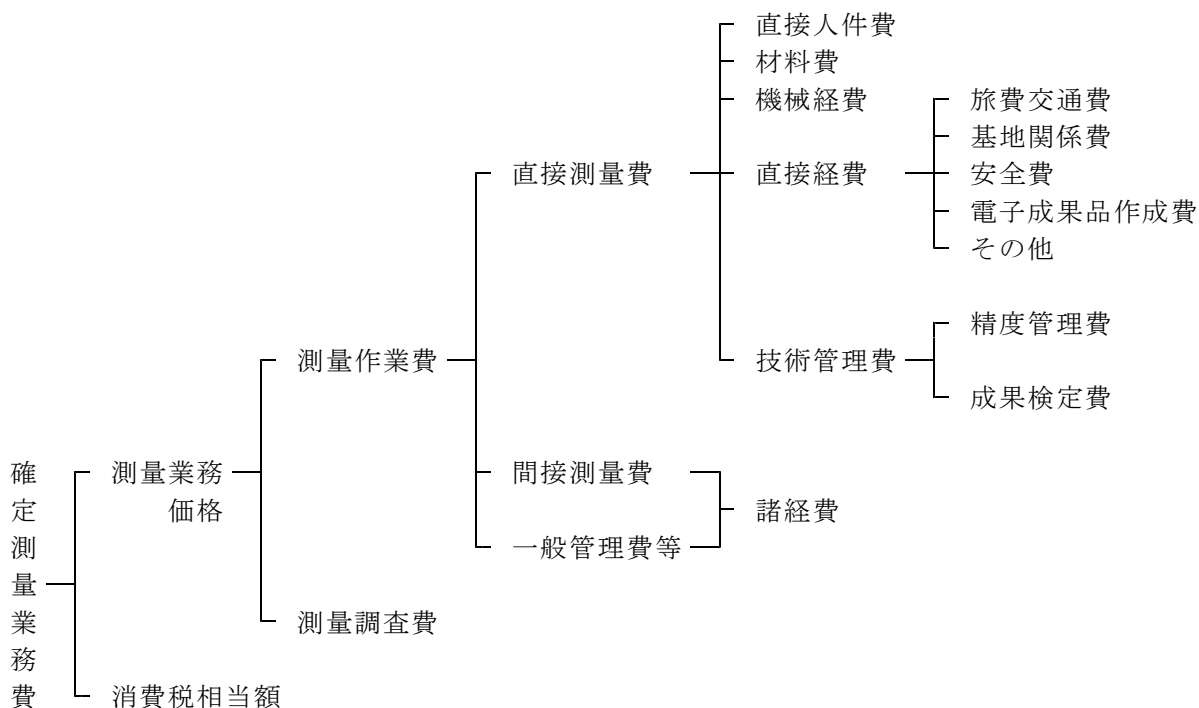 直接人件費
材料費
機械経費
旅費交通費
基地関係費
直接測量費
直接経費
安全費
電子成果品作成費
その他
精度管理費
測量作業費
技術管理費
成果検定費
確定測量業務費
測量業務
価格
間接測量費
諸経費
一般管理費等
測量調査費
消費税相当額